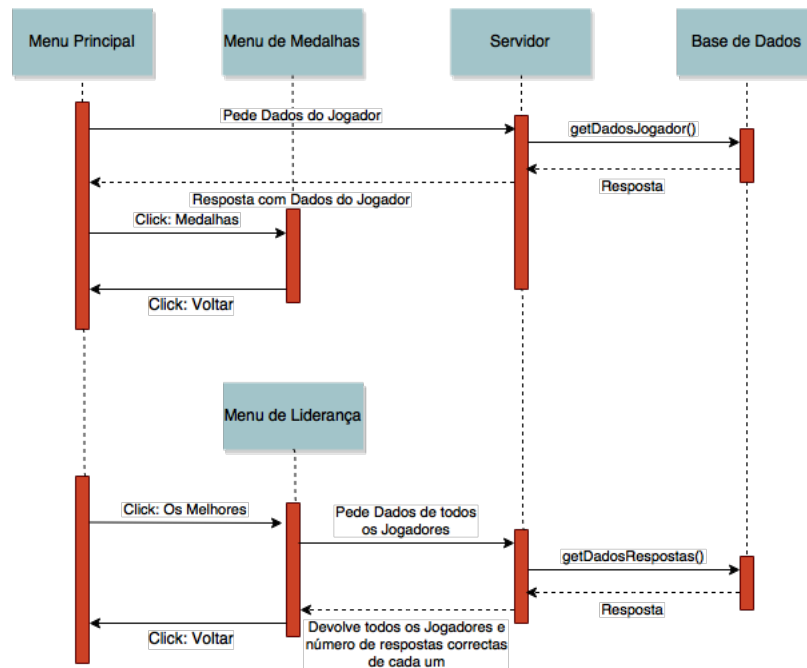 Menu Principal
Menu de Medalhas
Servidor
Base de Dados
Pede Dados do Jogador
getDadosJogador()
Resposta
Resposta com Dados do Jogador
Click: Medalhas
Click: Voltar
Menu de Liderança
Click: Os Melhores
Pede Dados de todos
os Jogadores
getDadosRespostas()
Resposta
Click: Voltar
Devolve todos os Jogadores e
número de respostas correctas
de cada um